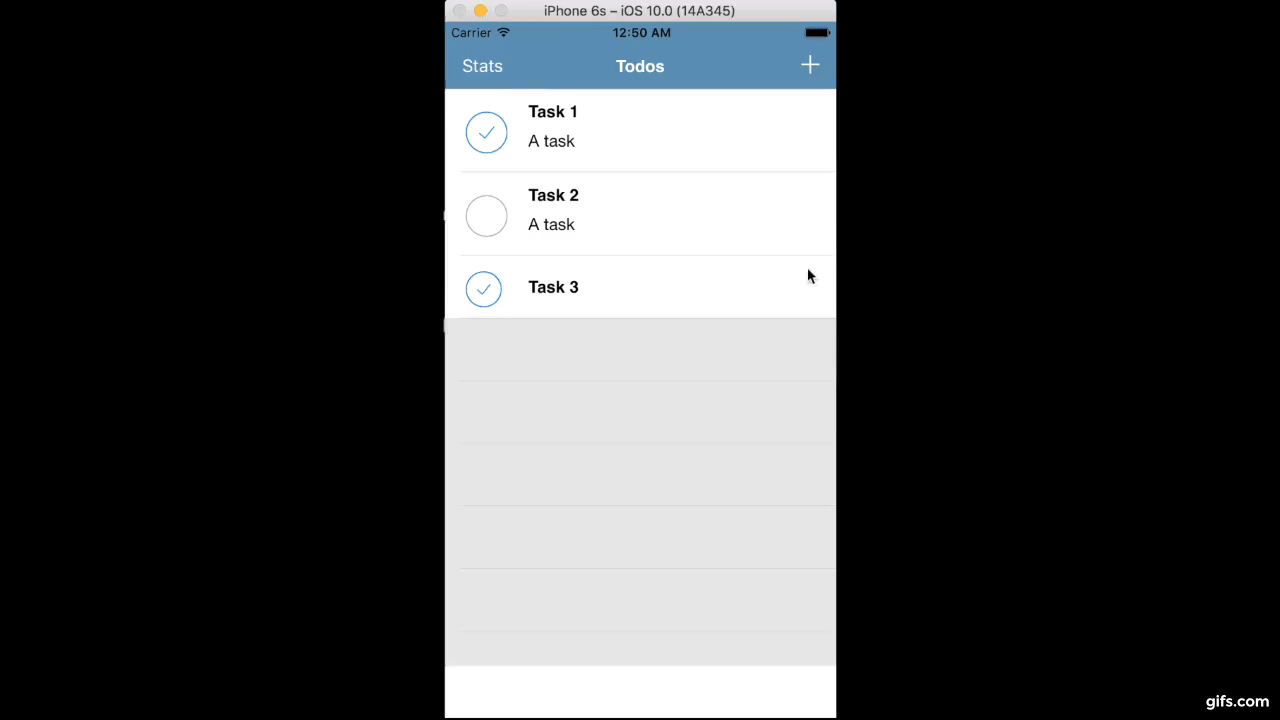 iPhone 6s – iOS 10.0 (14A345)
Carrier 12:50 AM
Stats Todos +
Task 1
A task
Task 2
A task
Task 3
gifs.com